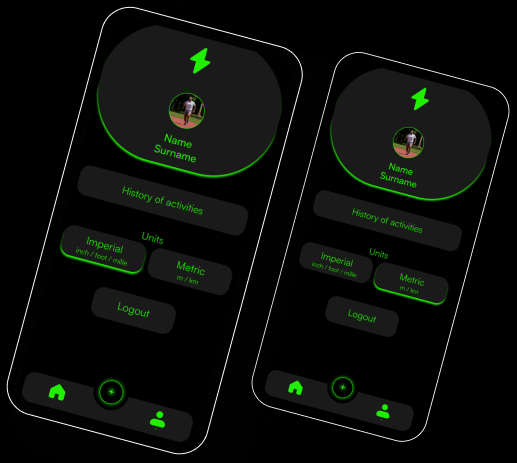 Name
Surname
History of activities
Units
Imperial
inch / foot / mile
Metric
m / km
Logout
Name
Surname
History of activities
Units
Imperial
inch / foot / mile
Metric
m / km
Logout